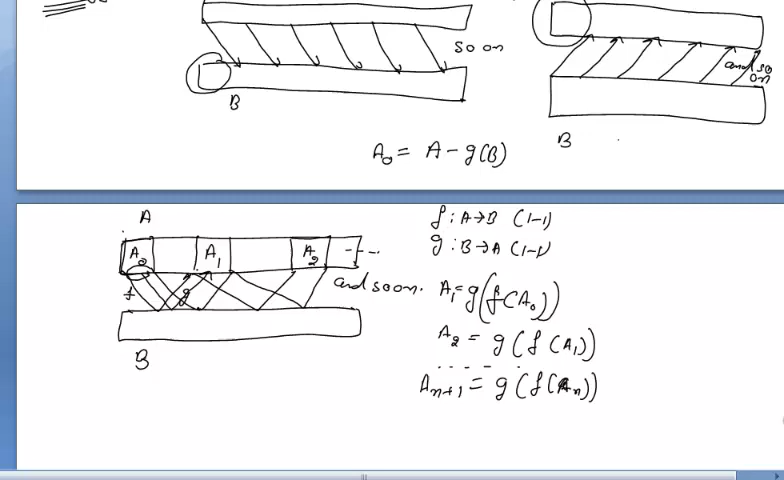 so on
B
and so
on
B
A₀ = A - g(B)
A
f : A→B (1-1)
g : B→A (1-1)
A₀ A₁ A₂ - - - -
f g and so on.
A₁ = g(f(A₀))
A₂ = g(f(A₁))
B
- - - - -
Aₙ₊₁ = g(f(Aₙ))